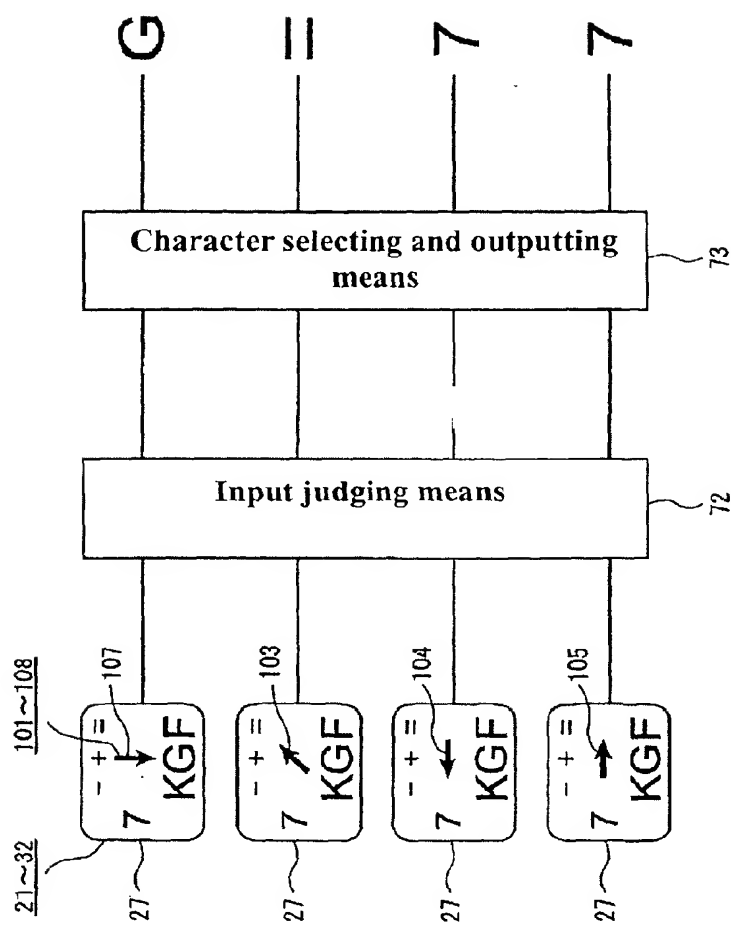 G
=
7
7
Character selecting and outputting
means
73
Input judging means
72
101~108
107
103
104
105
- + =
7
KGF
- + =
7
KGF
- + =
7
KGF
- + =
7
KGF
21~32
27
27
27
27